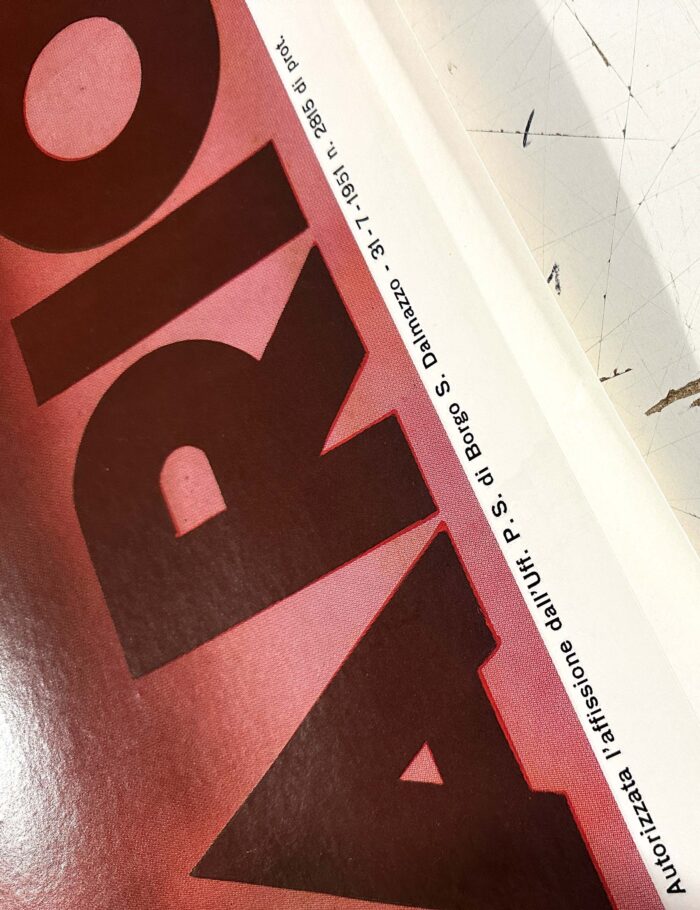 ARIO
Autorizzata l'affissione dall'Uff. P. S. di Borgo S. Dalmazzo - 31-7-1951 n. 2815 di prot.